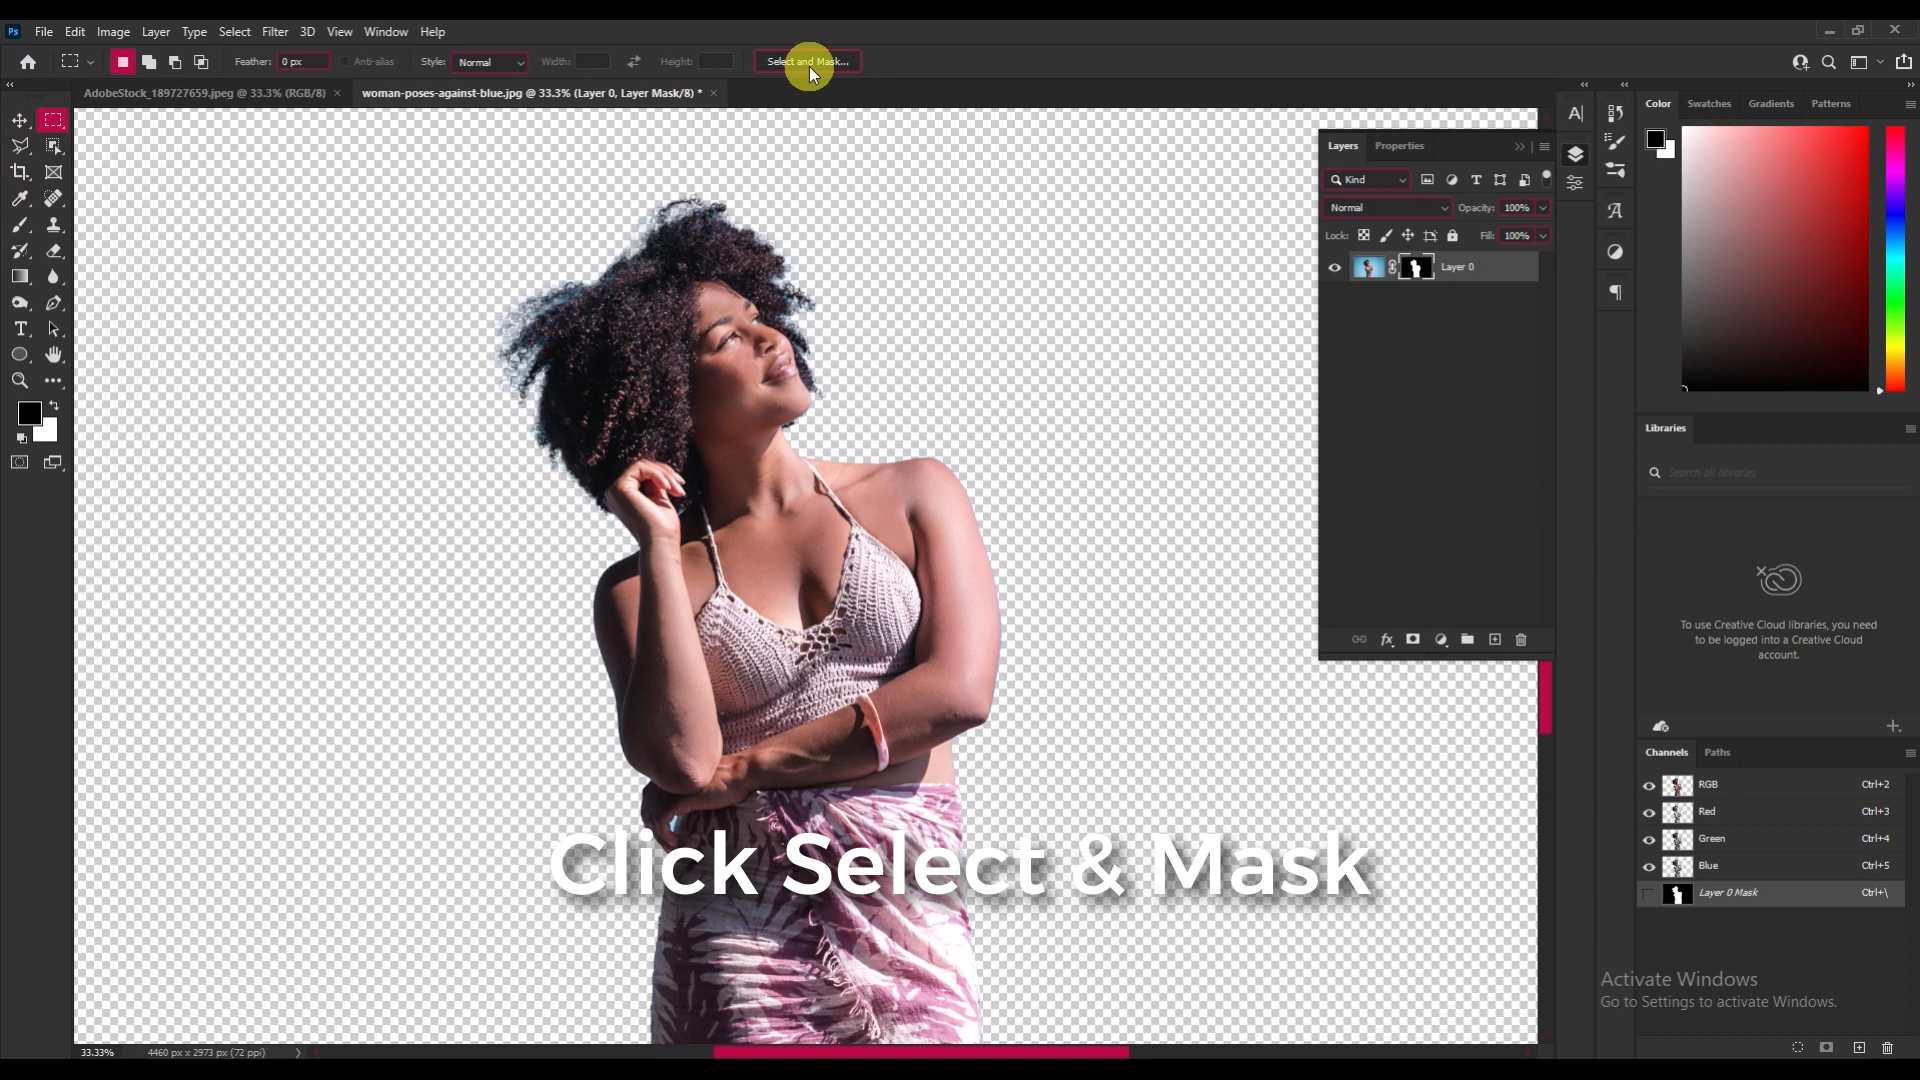 Ps File Edit Image Layer Type Select Filter 3D View Window Help
Feather: 0 px Anti-alias Style: Normal Width: Height: Select and Mask...
AdobeStock_189727659.jpeg @ 33.3% (RGB/8) × woman-poses-against-blue.jpg @ 33.3% (Layer 0, Layer Mask/8) * ×
Color Swatches Gradients Patterns
Layers Properties
Kind
Normal Opacity: 100%
Lock: Fill: 100%
Layer 0
Libraries
Search all libraries
To use Creative Cloud libraries, you need
to be logged into a Creative Cloud
account.
Channels Paths
RGB Ctrl+2
Red Ctrl+3
Green Ctrl+4
Blue Ctrl+5
Layer 0 Mask Ctrl+\
Click Select & Mask
Activate Windows
Go to Settings to activate Windows.
33.33% 4460 px x 2973 px (72 ppi)